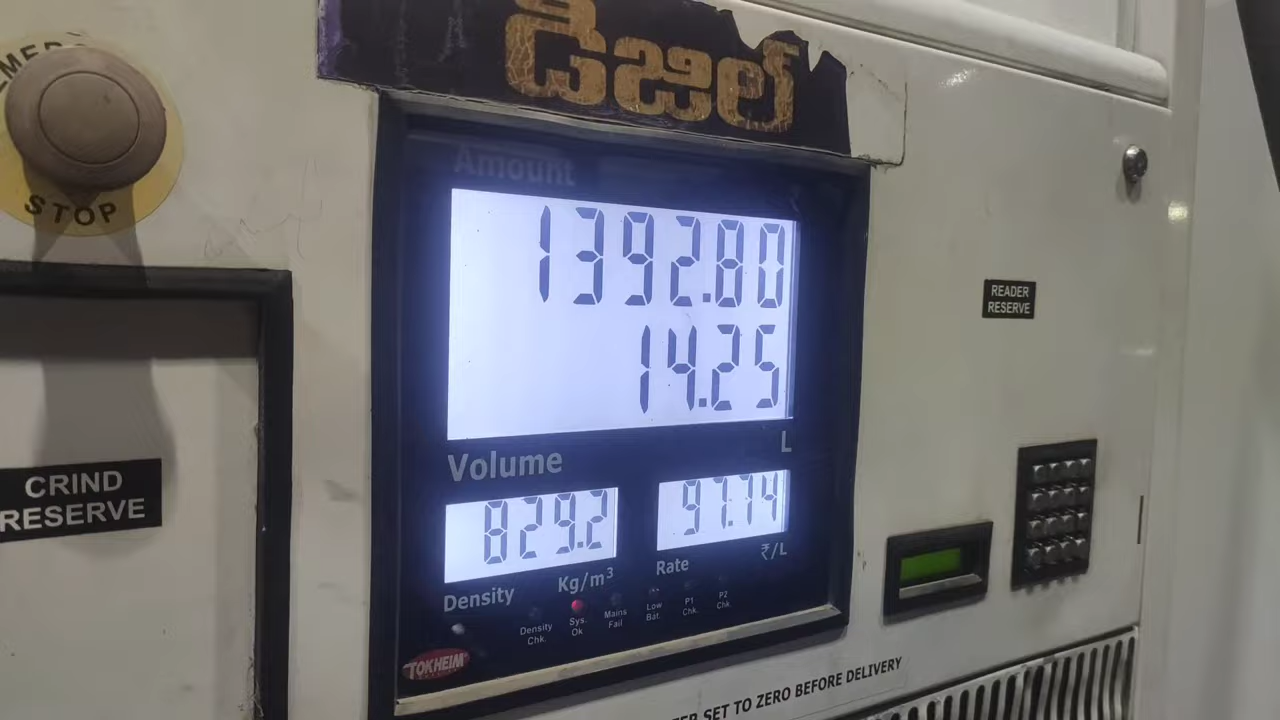 డీజిల్
STOP
Amount
1392.80
14.25
L
Volume
829.2
97.74
Kg/m³
₹/L
Density
Rate
Density Chk.
Sys. Ok
Mains Fail
Low Bat.
P1 Chk.
P2 Chk.
TOKHEIM
CRIND
RESERVE
READER
RESERVE
SET TO ZERO BEFORE DELIVERY